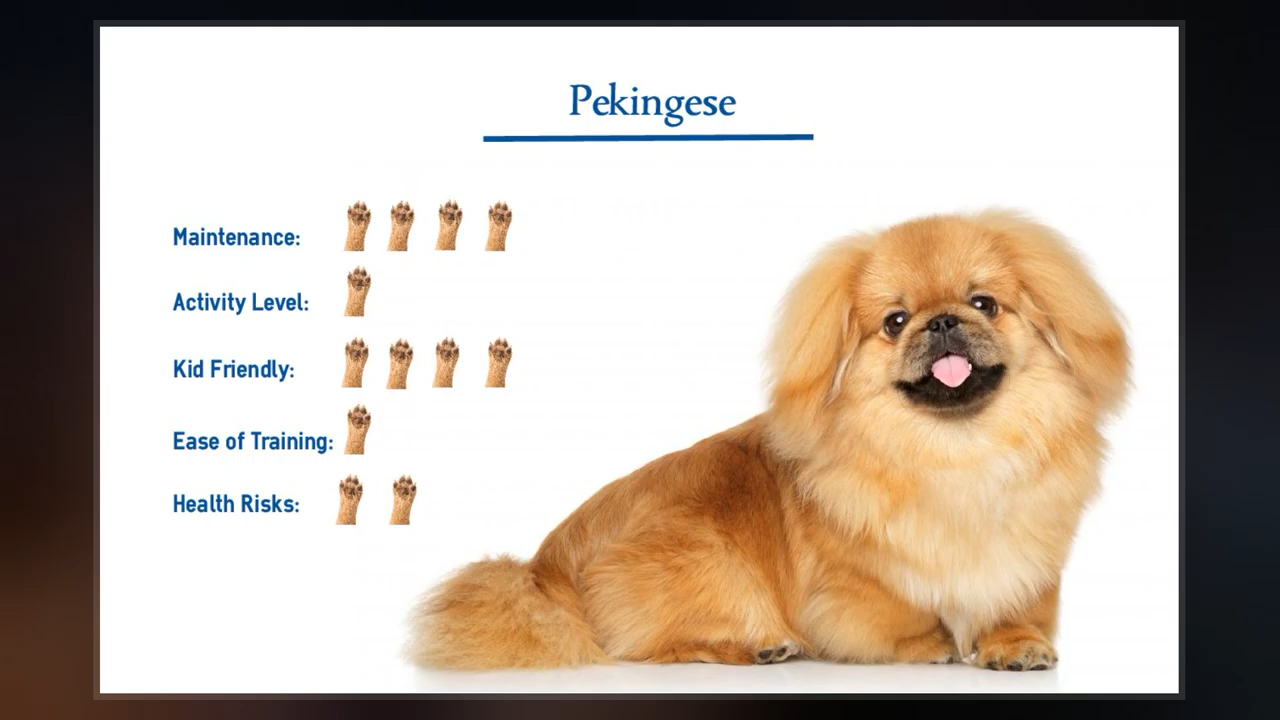 Pekingese
Maintenance:
Activity Level:
Kid Friendly:
Ease of Training:
Health Risks: